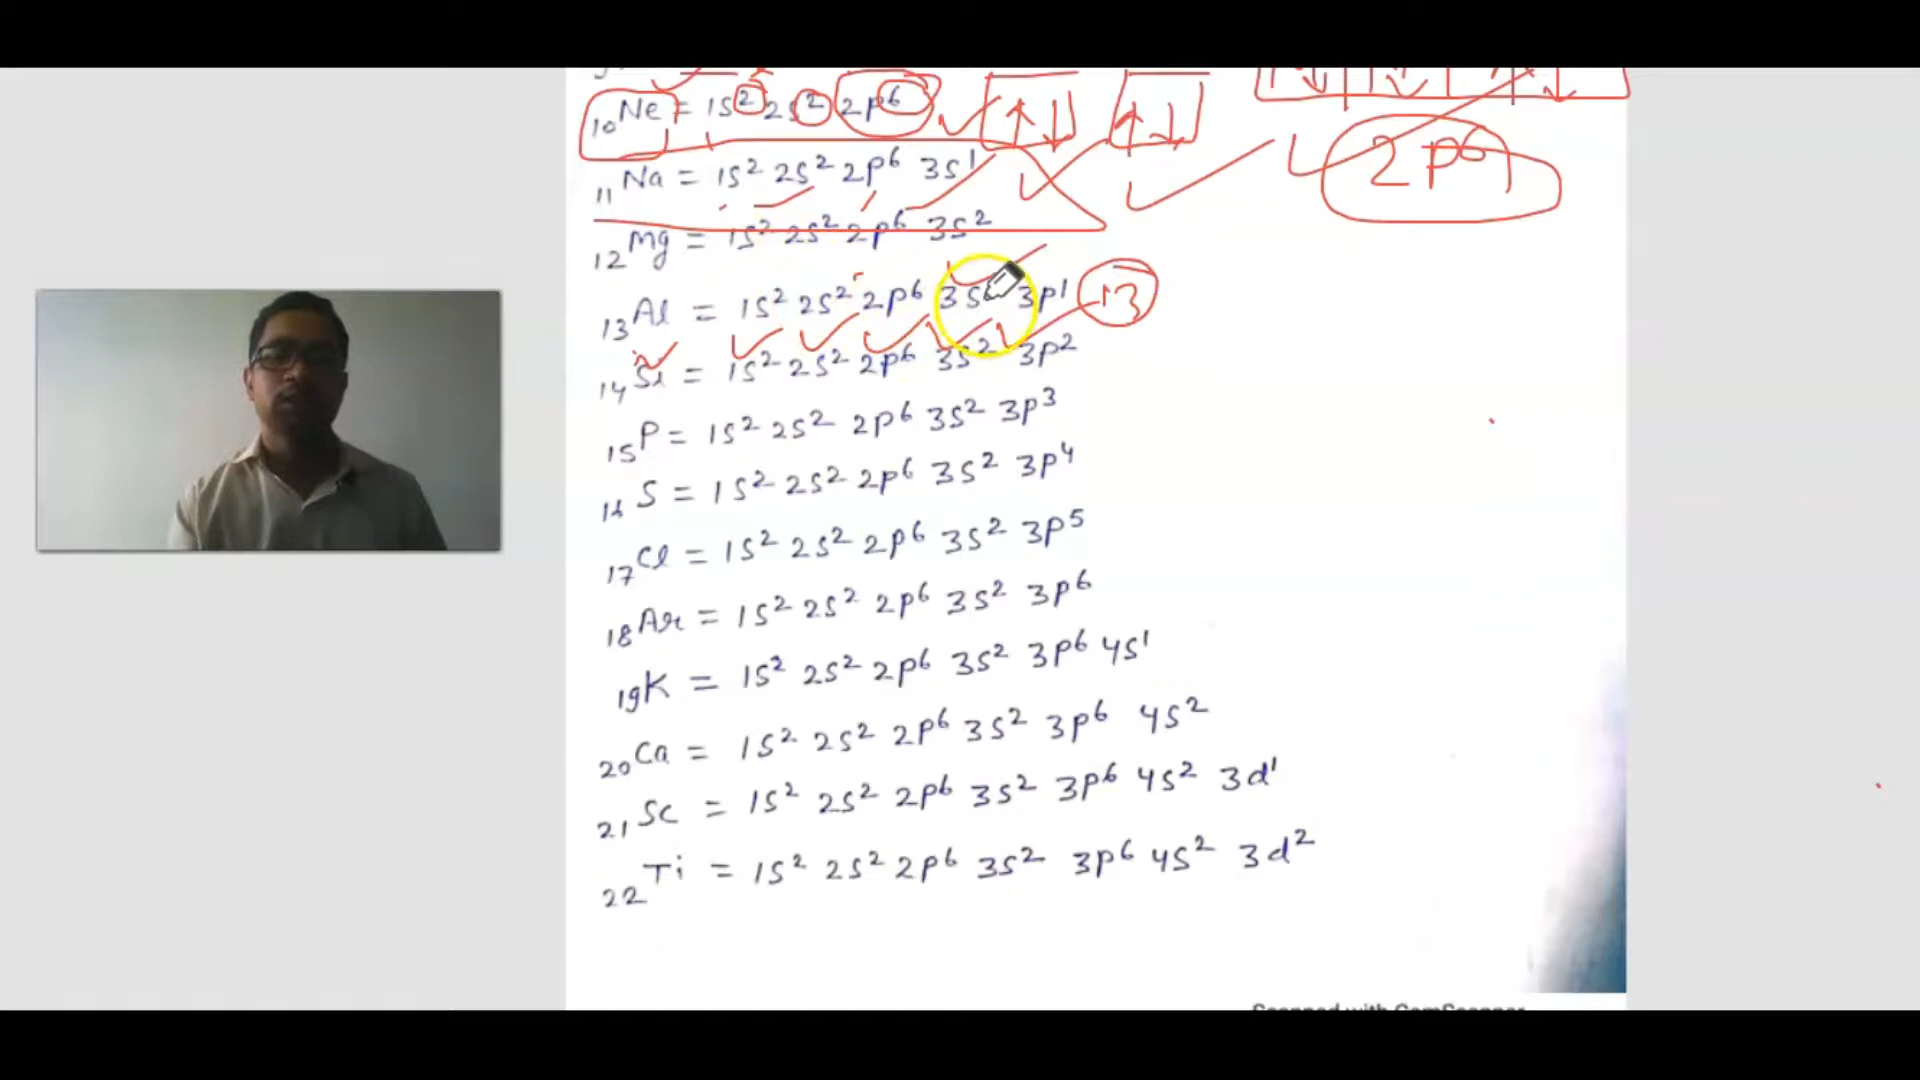 10Ne = 1s² 2s² 2p⁶ ↑↓ ↑↓ ↑↓ ↑↓ ↑↓
2p⁶
11Na = 1s² 2s² 2p⁶ 3s¹
12Mg = 1s² 2s² 2p⁶ 3s²
13Al = 1s² 2s² 2p⁶ 3s 3p¹ 13
14Si = 1s² 2s² 2p⁶ 3s² 3p²
15P = 1s² 2s² 2p⁶ 3s² 3p³
16S = 1s² 2s² 2p⁶ 3s² 3p⁴
17Cl = 1s² 2s² 2p⁶ 3s² 3p⁵
18Ar = 1s² 2s² 2p⁶ 3s² 3p⁶
19K = 1s² 2s² 2p⁶ 3s² 3p⁶ 4s¹
20Ca = 1s² 2s² 2p⁶ 3s² 3p⁶ 4s²
21Sc = 1s² 2s² 2p⁶ 3s² 3p⁶ 4s² 3d¹
22Ti = 1s² 2s² 2p⁶ 3s² 3p⁶ 4s² 3d²
Scanned with CamScanner